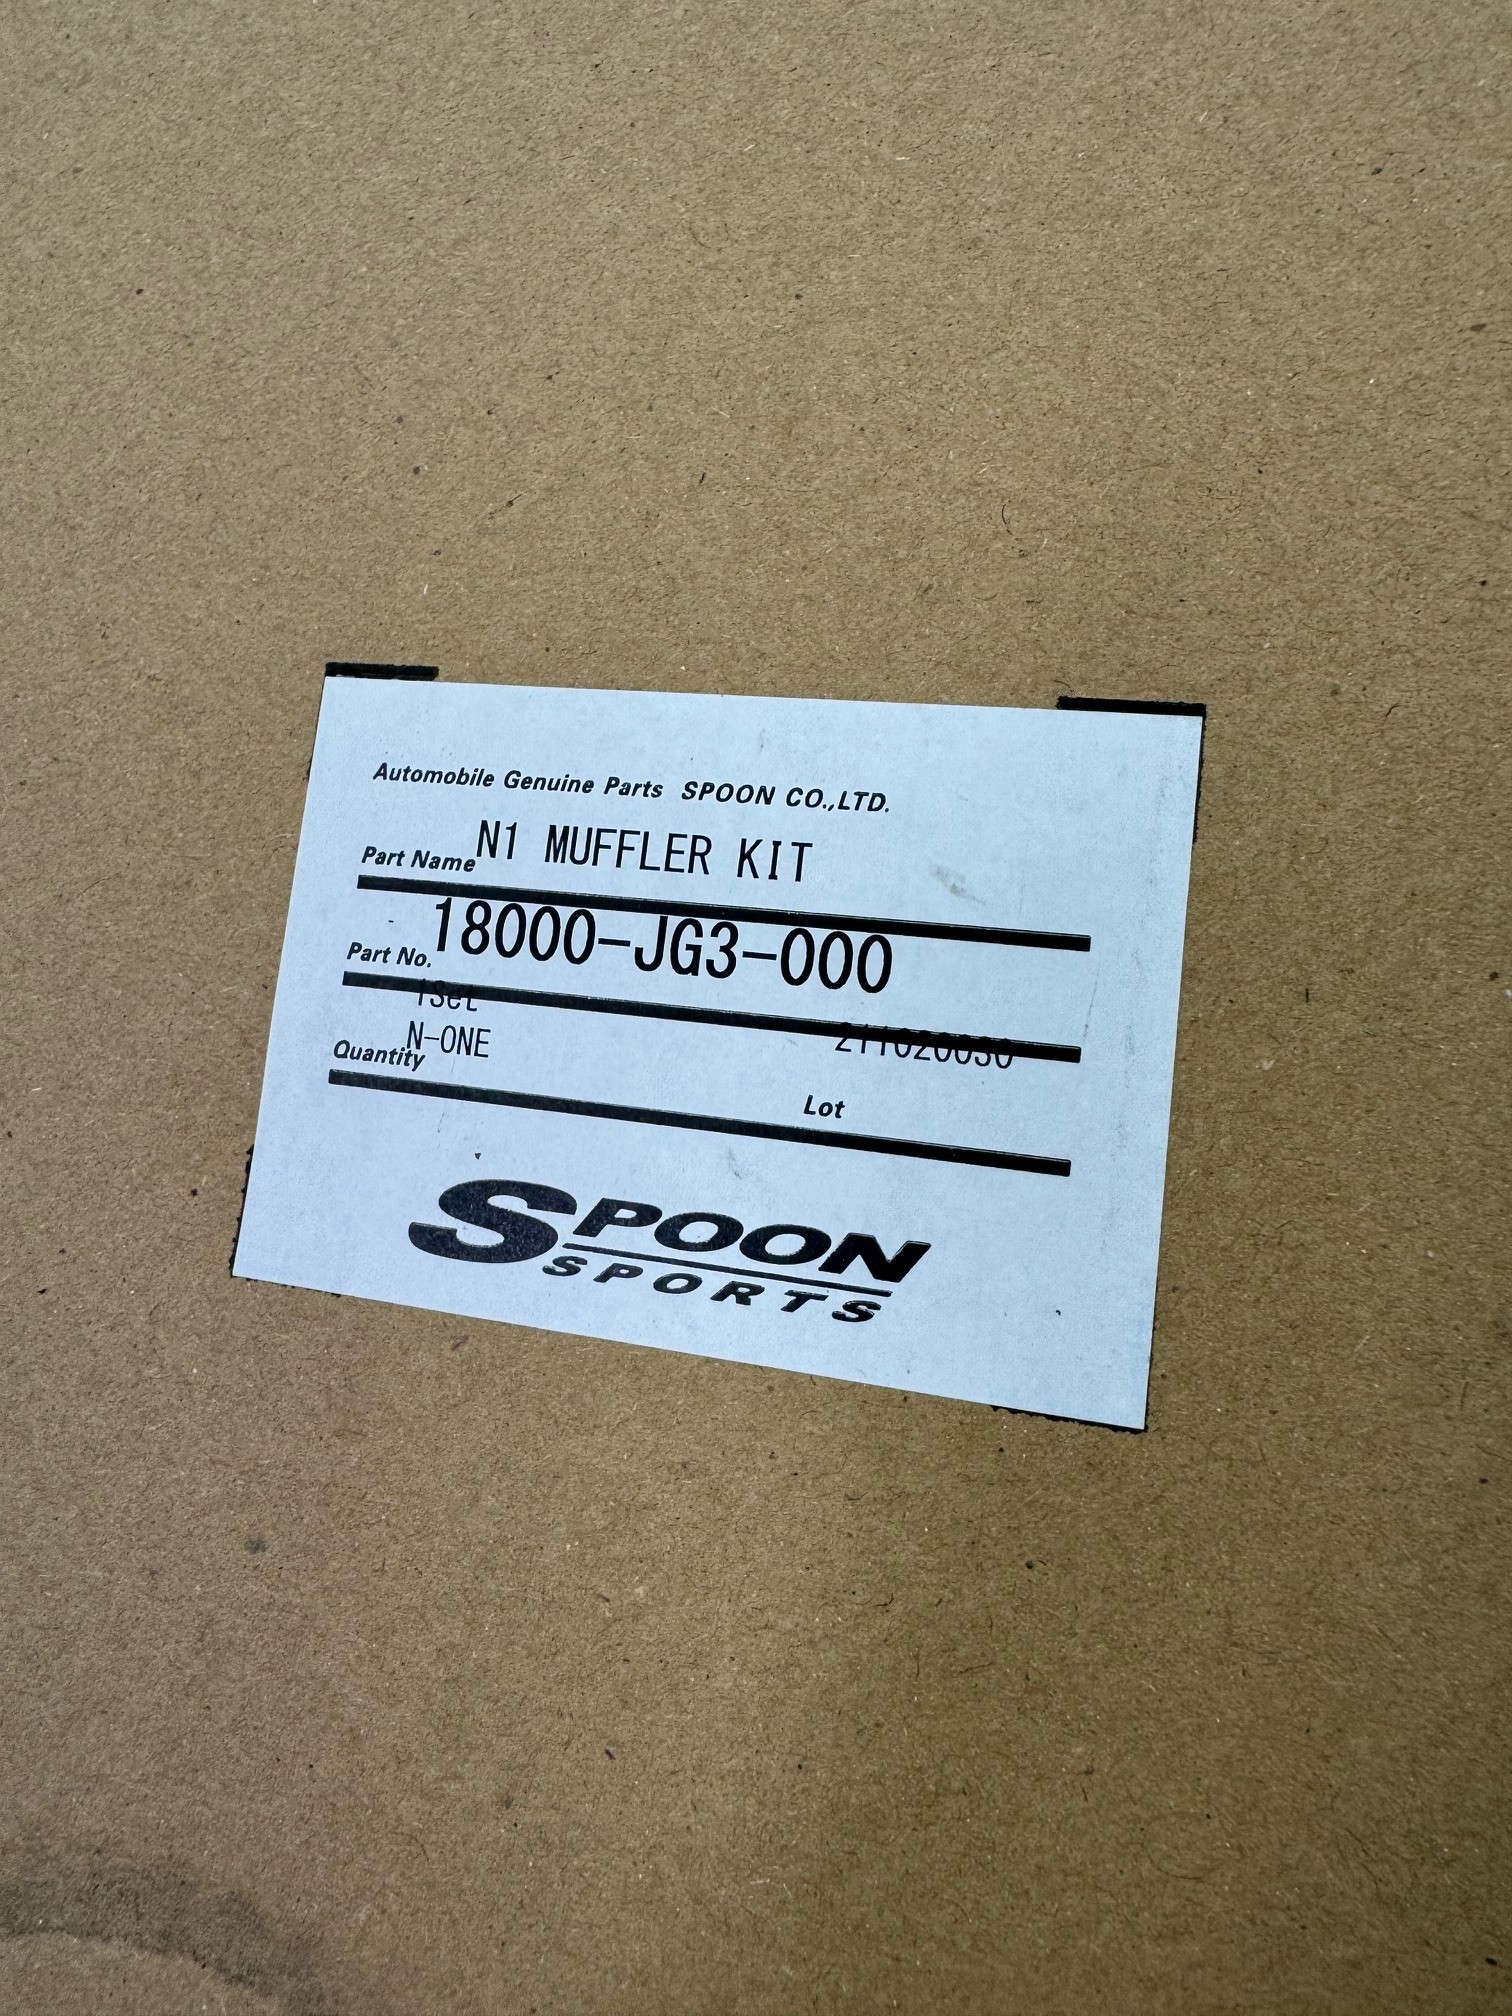 Automobile Genuine Parts SPOON CO.,LTD.
Part Name N1 MUFFLER KIT
Part No. 18000-JG3-000
1Set
211020030
Quantity N-ONE
Lot
SPOON
SPORTS